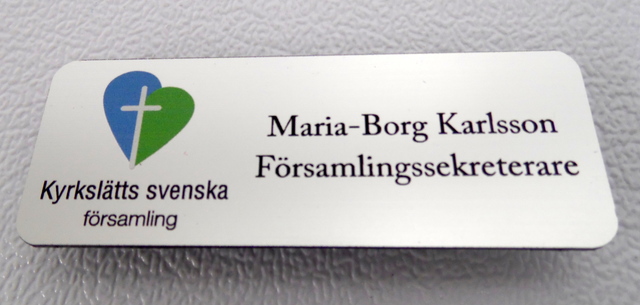 Kyrkslätts svenska
församling
Maria-Borg Karlsson
Församlingssekreterare